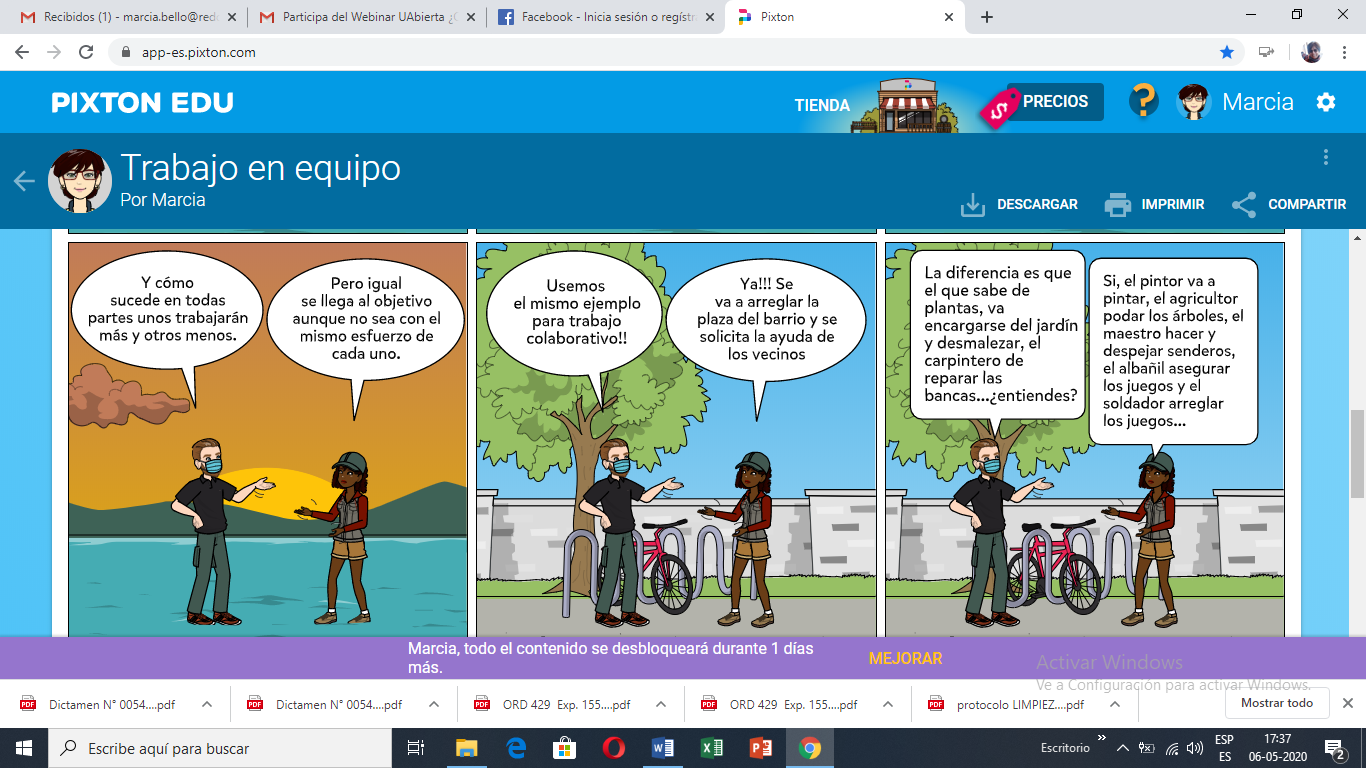 Recibidos (1) - marcia.bello@red
Participa del Webinar UAbierta ¿C
Facebook - Inicia sesión o regístra
Pixton
app-es.pixton.com
PIXTON EDU
TIENDA
$
PRECIOS
?
Marcia
Trabajo en equipo
Por Marcia
DESCARGAR
IMPRIMIR
COMPARTIR
Y cómo
sucede en todas
partes unos trabajarán
más y otros menos.
Pero igual
se llega al objetivo
aunque no sea con el
mismo esfuerzo de
cada uno.
Usemos
el mismo ejemplo
para trabajo
colaborativo!!
Ya!!! Se
va a arreglar la
plaza del barrio y se
solicita la ayuda de
los vecinos
La diferencia es que
el que sabe de
plantas, va
encargarse del jardín
y desmalezar, el
carpintero de
reparar las
bancas...¿entiendes?
Si, el pintor va a
pintar, el agricultor
podar los árboles, el
maestro hacer y
despejar senderos,
el albañil asegurar
los juegos y el
soldador arreglar
los juegos...
Marcia, todo el contenido se desbloqueará durante 1 días
más.
MEJORAR
Activar Windows
Ve a Configuración para activar Windows.
Dictamen N° 0054....pdf
Dictamen N° 0054....pdf
ORD 429 Exp. 155....pdf
ORD 429 Exp. 155....pdf
protocolo LIMPIEZ....pdf
Mostrar todo
Escribe aquí para buscar
Escritorio
ESP
ES
17:37
06-05-2020
2